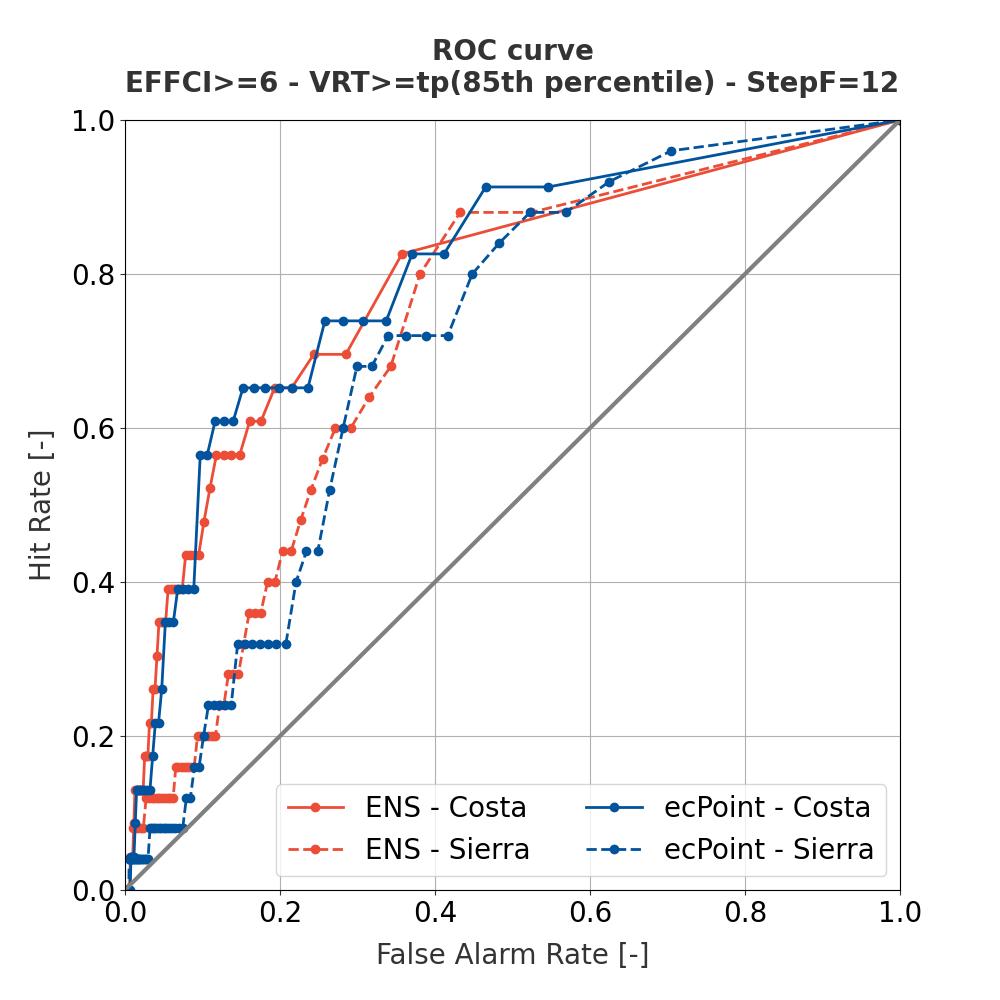 ROC curve
EFFCI>=6 - VRT>=tp(85th percentile) - StepF=12
1.0
0.8
0.6
0.4
0.2
0.0
Hit Rate [-]
ENS - Costa
ENS - Sierra
ecPoint - Costa
ecPoint - Sierra
0.0 0.2 0.4 0.6 0.8 1.0
False Alarm Rate [-]